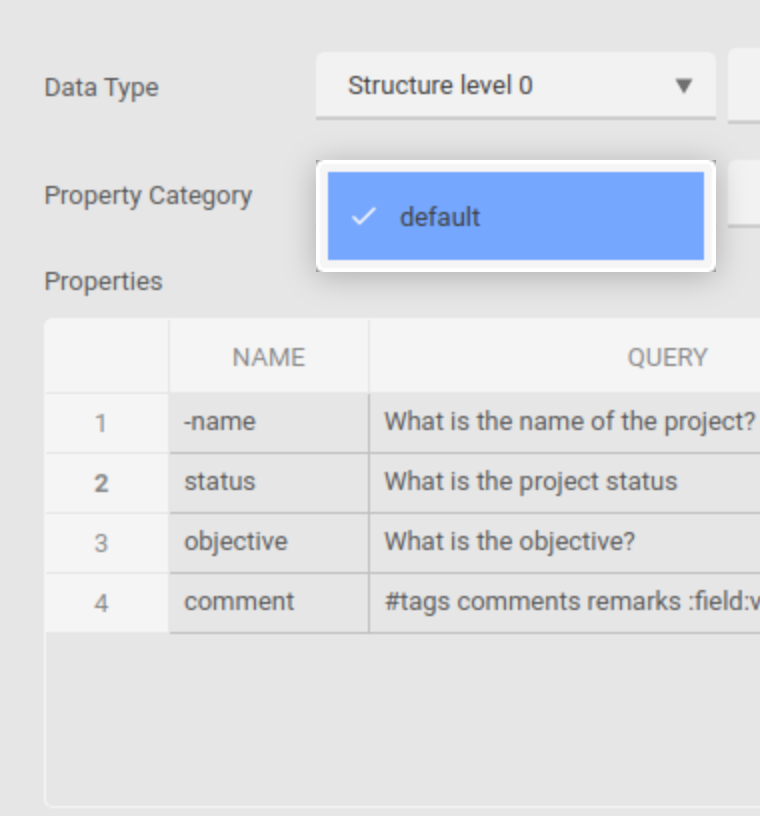 Data Type Structure level 0
Property Category default
Properties
NAME QUERY
1 -name What is the name of the project?
2 status What is the project status
3 objective What is the objective?
4 comment #tags comments remarks :field:v